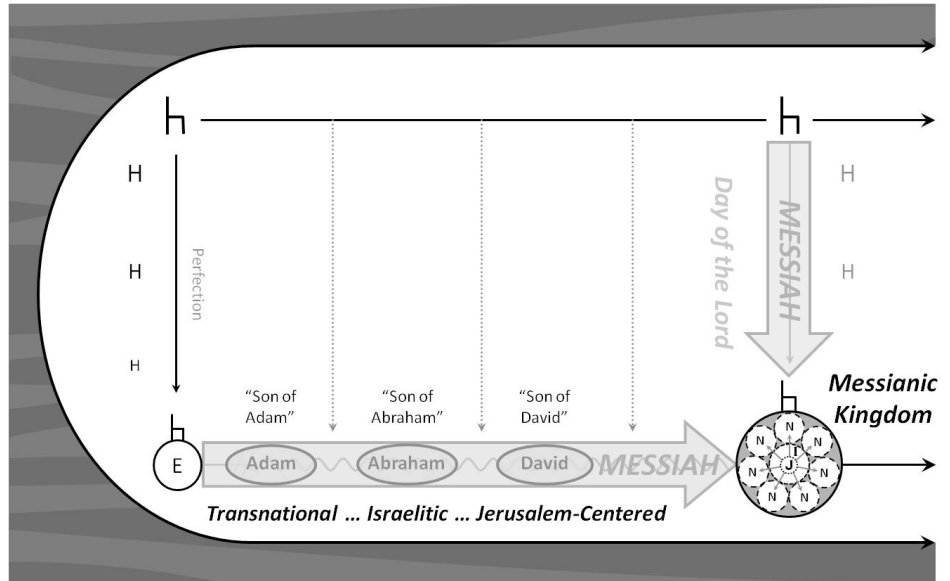 H
H
H
H
H
Perfection
Day of the Lord
MESSIAH
Messianic
Kingdom
“Son of
Adam”
“Son of
Abraham”
“Son of
David”
E
Adam
Abraham
David
MESSIAH
N
N
N
N
N
N
N
N
N
I
J
Transnational ... Israelitic ... Jerusalem-Centered